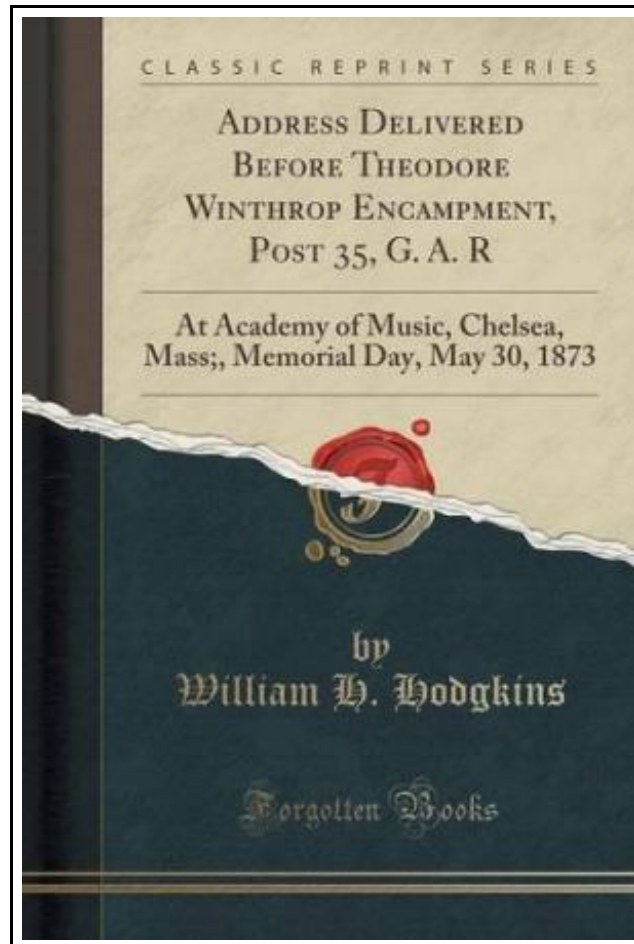 CLASSIC REPRINT SERIES
ADDRESS DELIVERED
BEFORE THEODORE
WINTHROP ENCAMPMENT,
POST 35, G. A. R
At Academy of Music, Chelsea,
Mass;, Memorial Day, May 30, 1873
F
by
William H. Hodgkins
Forgotten Books